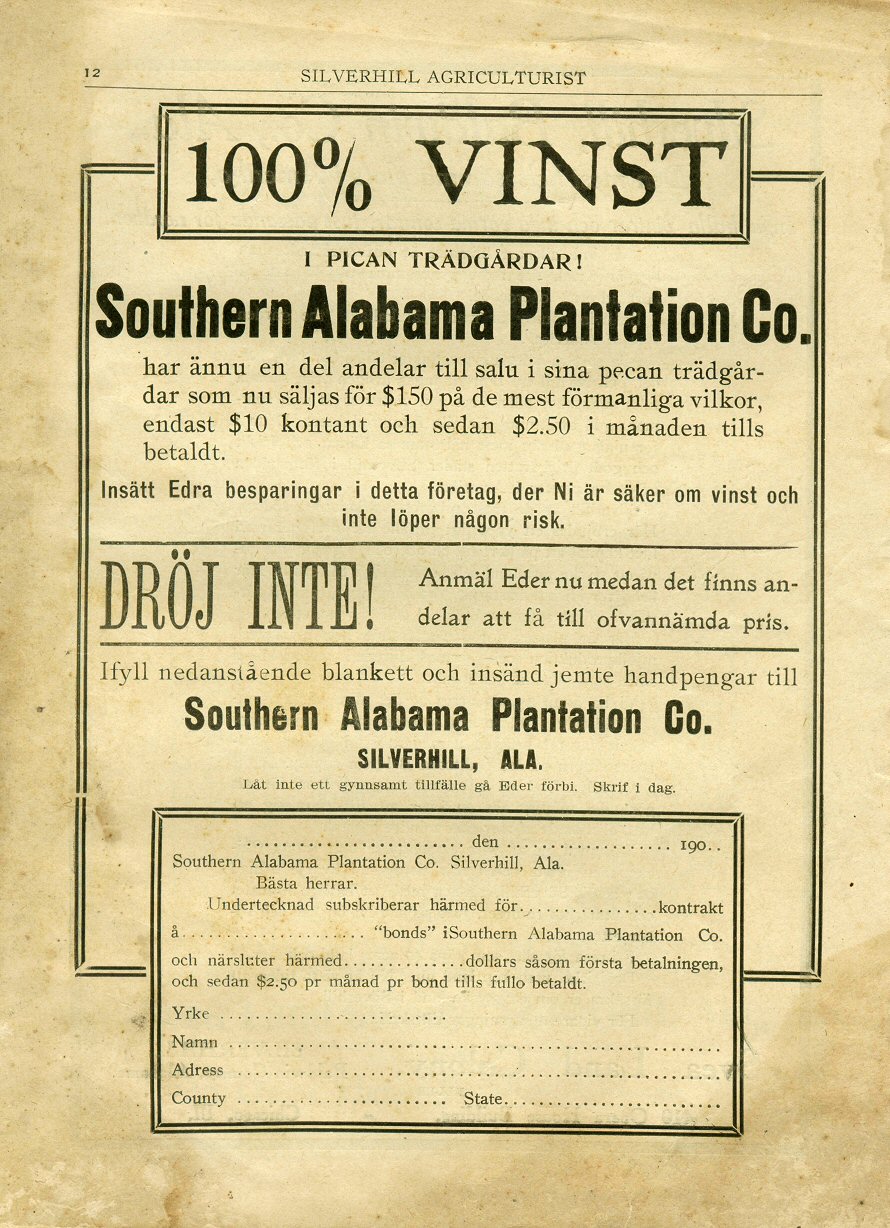 12
SILVERHILL AGRICULTURIST
100% VINST
I PICAN TRÄDGÅRDAR!
Southern Alabama Plantation Co.
har ännu en del andelar till salu i sina pecan trädgår-
dar som nu säljas för $150 på de mest förmanliga vilkor,
endast $10 kontant och sedan $2.50 i månaden tills
betaldt.
Insätt Edra besparingar i detta företag, der Ni är säker om vinst och
inte löper någon risk.
DRÖJ INTE!
Anmäl Eder nu medan det finns an-
delar att få till ofvannämda pris.
Ifyll nedanstående blankett och insänd jemte handpengar till
Southern Alabama Plantation Co.
SILVERHILL, ALA.
Låt inte ett gynnsamt tillfälle gå Eder förbi. Skrif i dag.
........................ den .................. 190..
Southern Alabama Plantation Co. Silverhill, Ala.
Bästa herrar.
Undertecknad subskriberar härmed för................kontrakt
å.................... "bonds" iSouthern Alabama Plantation Co.
och närsluter härmed..............dollars såsom första betalningen,
och sedan $2.50 pr månad pr bond tills fullo betaldt.
Yrke .........................
Namn ......................................................
Adress .....................................................
County ....................... State........................